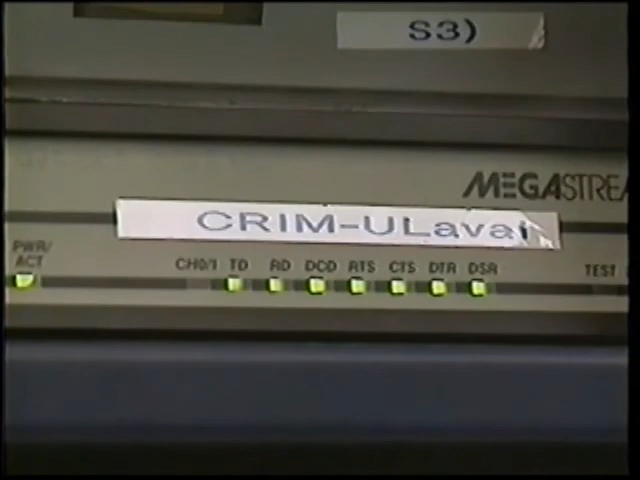 S3)
MEGASTREA
CRIM-ULaval
PWR/
ACT
CH0/1 TD RD DCD RTS CTS DTR DSR TEST